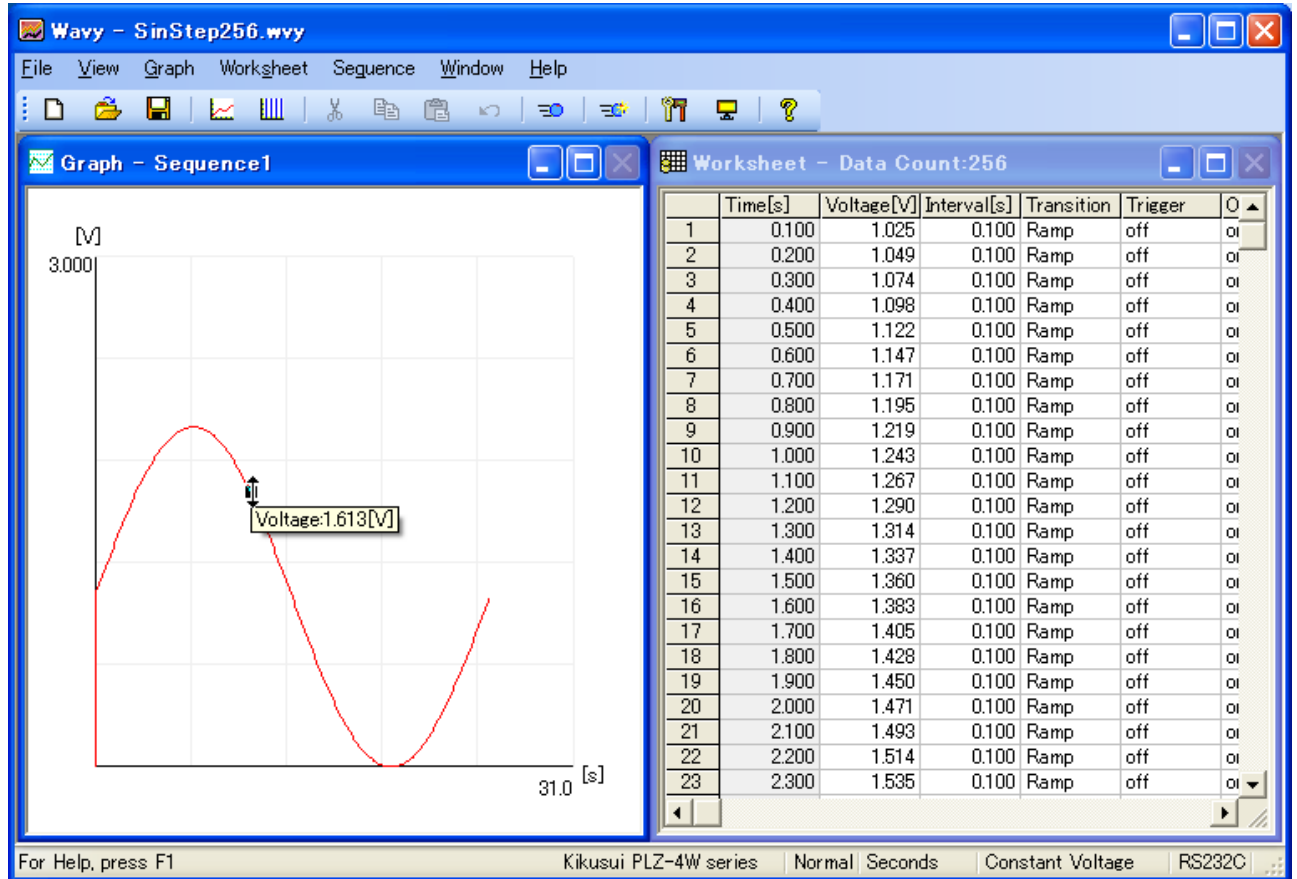 Wavy - SinStep256.wvy
File View Graph Worksheet Sequence Window Help
Graph - Sequence1
[V]
3.000
Voltage:1.613[V]
31.0 [s]
Worksheet - Data Count:256
Time[s] Voltage[V] Interval[s] Transition Trigger
1 0.100 1.025 0.100 Ramp off
2 0.200 1.049 0.100 Ramp off
3 0.300 1.074 0.100 Ramp off
4 0.400 1.098 0.100 Ramp off
5 0.500 1.122 0.100 Ramp off
6 0.600 1.147 0.100 Ramp off
7 0.700 1.171 0.100 Ramp off
8 0.800 1.195 0.100 Ramp off
9 0.900 1.219 0.100 Ramp off
10 1.000 1.243 0.100 Ramp off
11 1.100 1.267 0.100 Ramp off
12 1.200 1.290 0.100 Ramp off
13 1.300 1.314 0.100 Ramp off
14 1.400 1.337 0.100 Ramp off
15 1.500 1.360 0.100 Ramp off
16 1.600 1.383 0.100 Ramp off
17 1.700 1.405 0.100 Ramp off
18 1.800 1.428 0.100 Ramp off
19 1.900 1.450 0.100 Ramp off
20 2.000 1.471 0.100 Ramp off
21 2.100 1.493 0.100 Ramp off
22 2.200 1.514 0.100 Ramp off
23 2.300 1.535 0.100 Ramp off
For Help, press F1 Kikusui PLZ-4W series Normal Seconds Constant Voltage RS232C